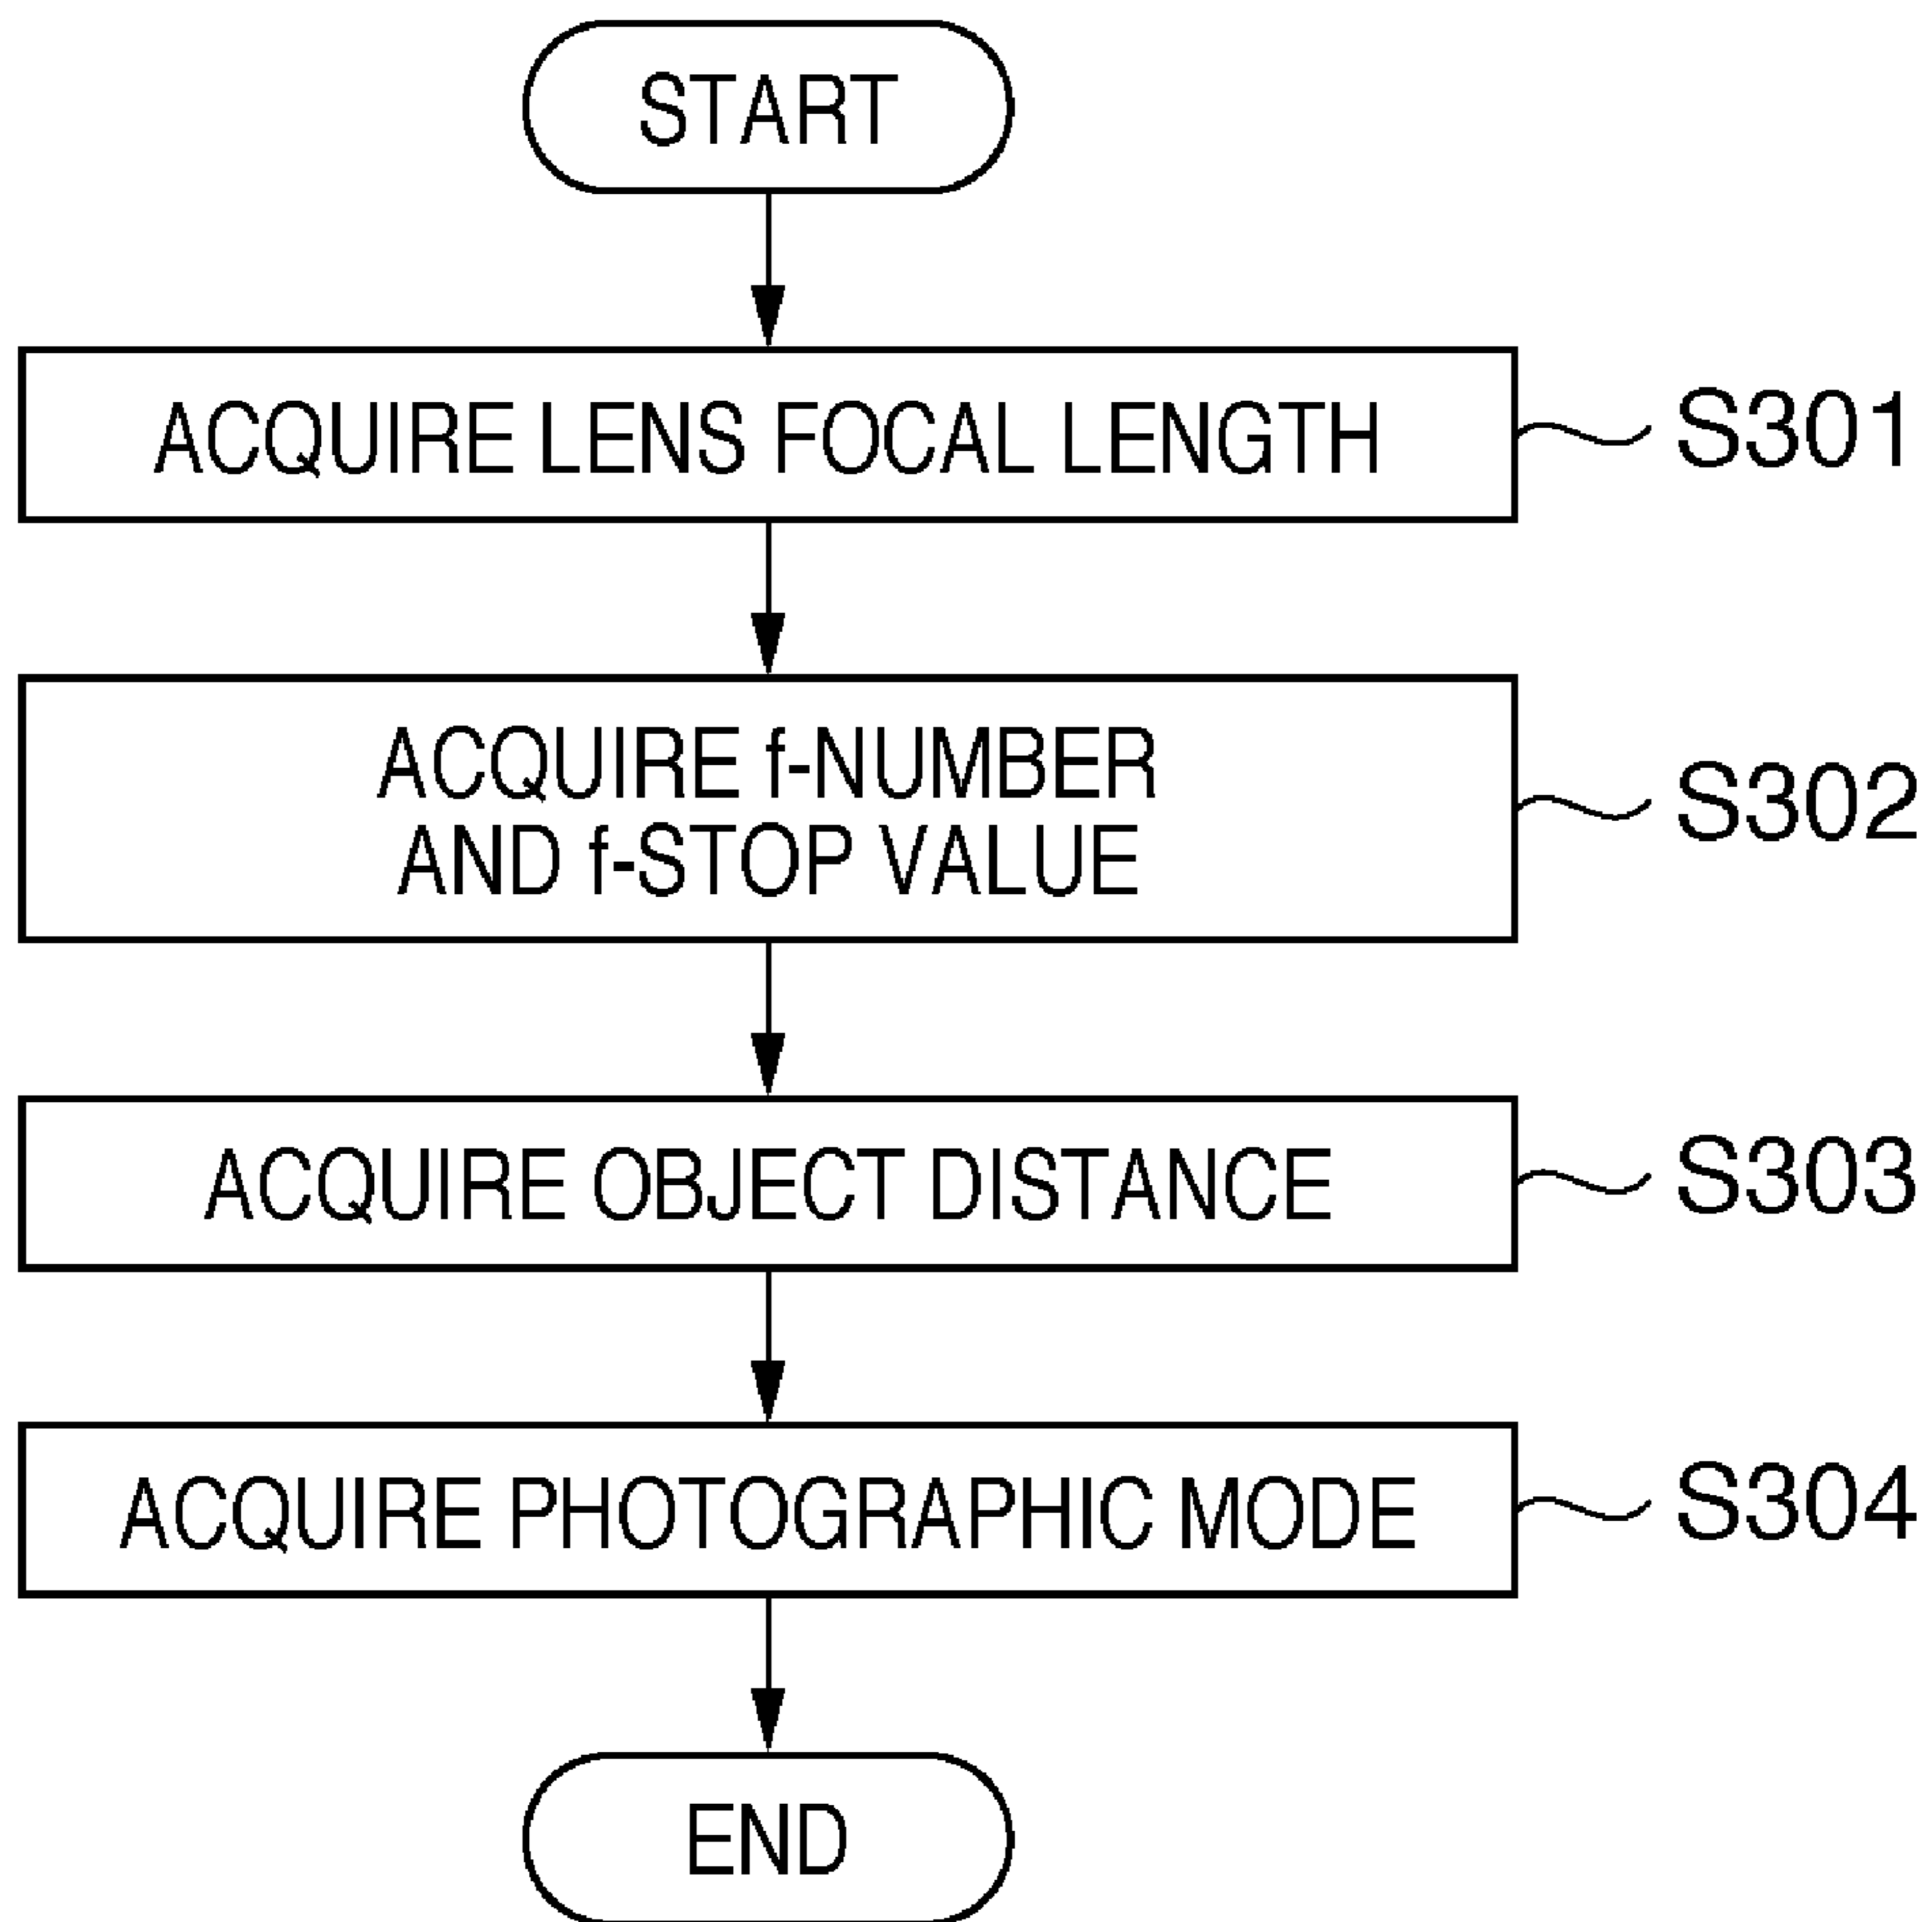 START
ACQUIRE LENS FOCAL LENGTH
S301
ACQUIRE f-NUMBER
AND f-STOP VALUE
S302
ACQUIRE OBJECT DISTANCE
S303
ACQUIRE PHOTOGRAPHIC MODE
S304
END